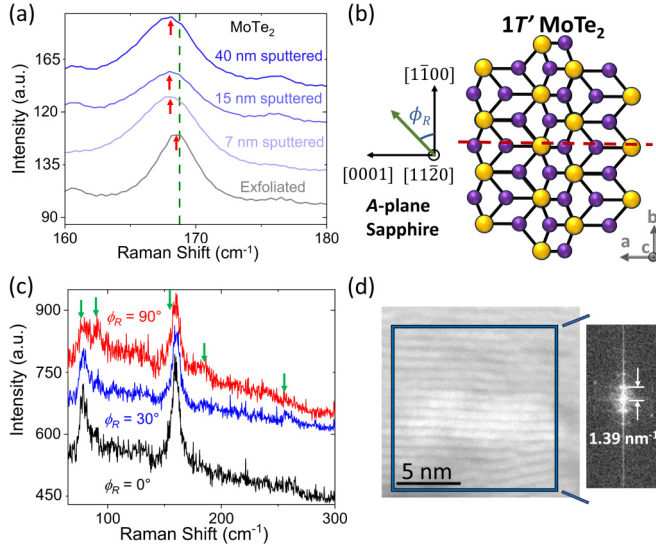 (a)
MoTe₂
40 nm sputtered
15 nm sputtered
7 nm sputtered
Exfoliated
165
120
135
90
Intensity (a.u.)
160
170
180
Raman Shift (cm⁻¹)
(b)
1T’ MoTe₂
[11̄00]
ϕR
[0001]
[112̄0]
A-plane
Sapphire
b
a
c
(c)
ϕR = 90°
ϕR = 30°
ϕR = 0°
900
750
600
450
Intensity (a.u.)
100
200
300
Raman Shift (cm⁻¹)
(d)
5 nm
1.39 nm⁻¹